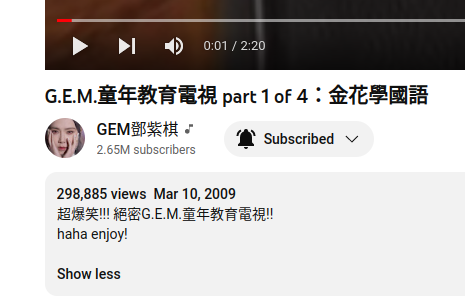 0:01 / 2:20
G.E.M.童年教育電視 part 1 of 4：金花學國語
GEM鄧紫棋
2.65M subscribers
Subscribed
298,885 views Mar 10, 2009
超爆笑!!! 絕密G.E.M.童年教育電視!!
haha enjoy!
Show less